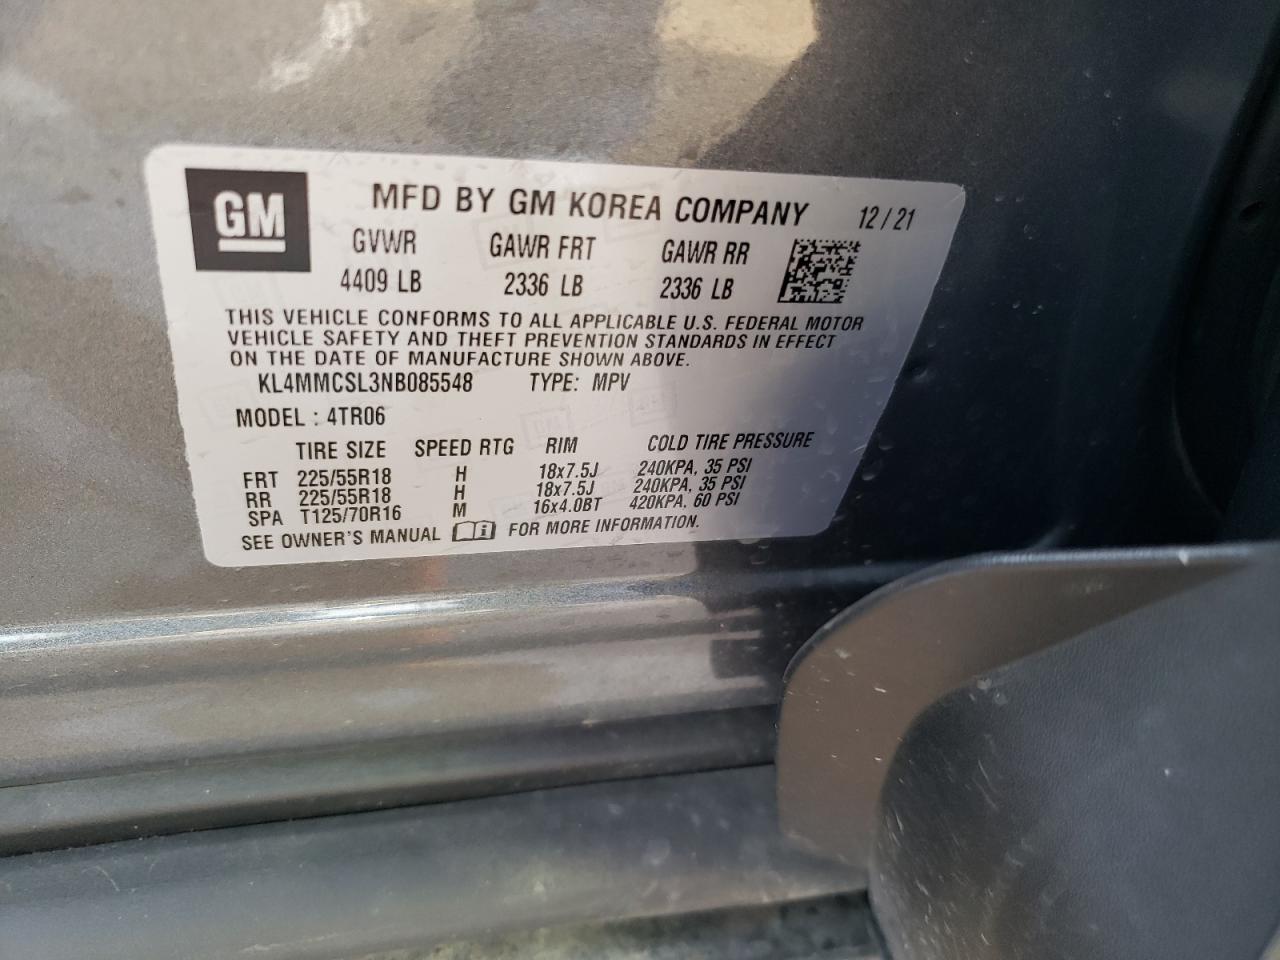 GM
MFD BY GM KOREA COMPANY 12/21
GVWR GAWR FRT GAWR RR
4409 LB 2336 LB 2336 LB
THIS VEHICLE CONFORMS TO ALL APPLICABLE U.S. FEDERAL MOTOR
VEHICLE SAFETY AND THEFT PREVENTION STANDARDS IN EFFECT
ON THE DATE OF MANUFACTURE SHOWN ABOVE.
KL4MMCSL3NB085548 TYPE: MPV
MODEL : 4TR06
TIRE SIZE SPEED RTG RIM COLD TIRE PRESSURE
FRT 225/55R18 H 18x7.5J 240KPA, 35 PSI
RR 225/55R18 H 18x7.5J 240KPA, 35 PSI
SPA T125/70R16 M 16x4.0BT 420KPA, 60 PSI
SEE OWNER'S MANUAL i FOR MORE INFORMATION.